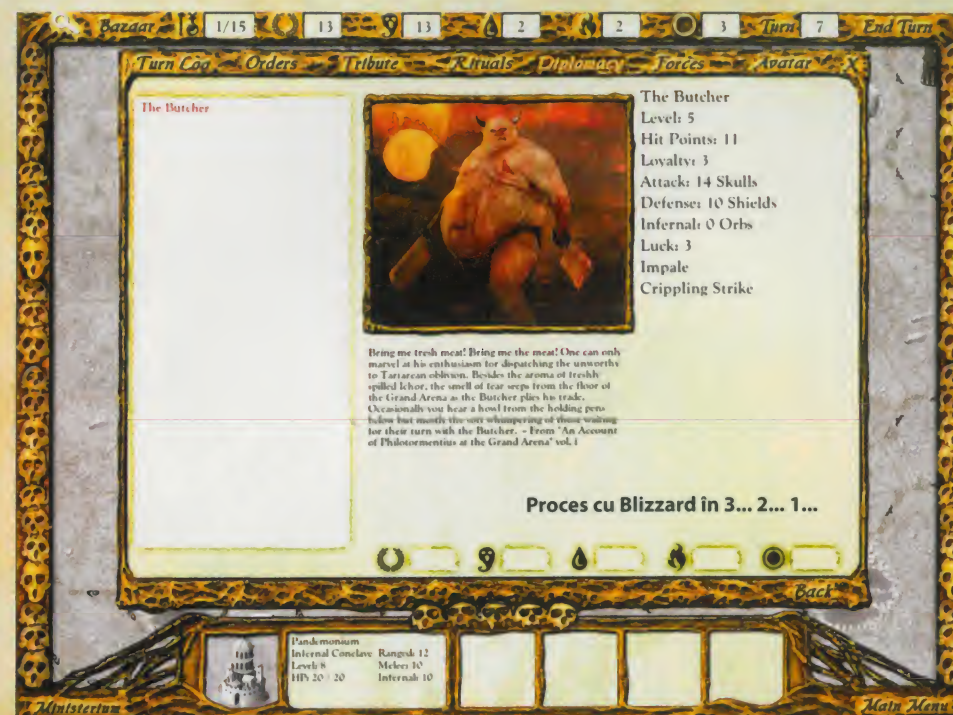 Bazaar 1/15 13 13 2 2 3 Turn 7 End Turn
Turn Log Orders Tribute Rituals Diplomacy Forces Avatar X
The Butcher
The Butcher
Level: 5
Hit Points: 11
Loyalty: 3
Attack: 14 Skulls
Defense: 10 Shields
Infernal: 0 Orbs
Luck: 3
Impale
Crippling Strike
Bring me fresh meat! Bring me the meat! One can only
marvel at his enthusiasm for dispatching the unworthy
to Tartarean oblivion. Besides the aroma of freshly
spilled Ichor, the smell of fear seeps from the floor of
the Grand Arena as the Butcher plies his trade.
Occasionally you hear a howl from the holding pens
below but mostly the soft whimpering of those waiting
for their turn with the Butcher. - From "An Account
of Philotormentius at the Grand Arena" vol. i
Proces cu Blizzard în 3... 2... 1...
Back
Pandemonium
Infernal Conclave Ranged: 12
Level: 8 Melee: 10
HP: 20 / 20 Infernal: 10
Ministerium Main Menu